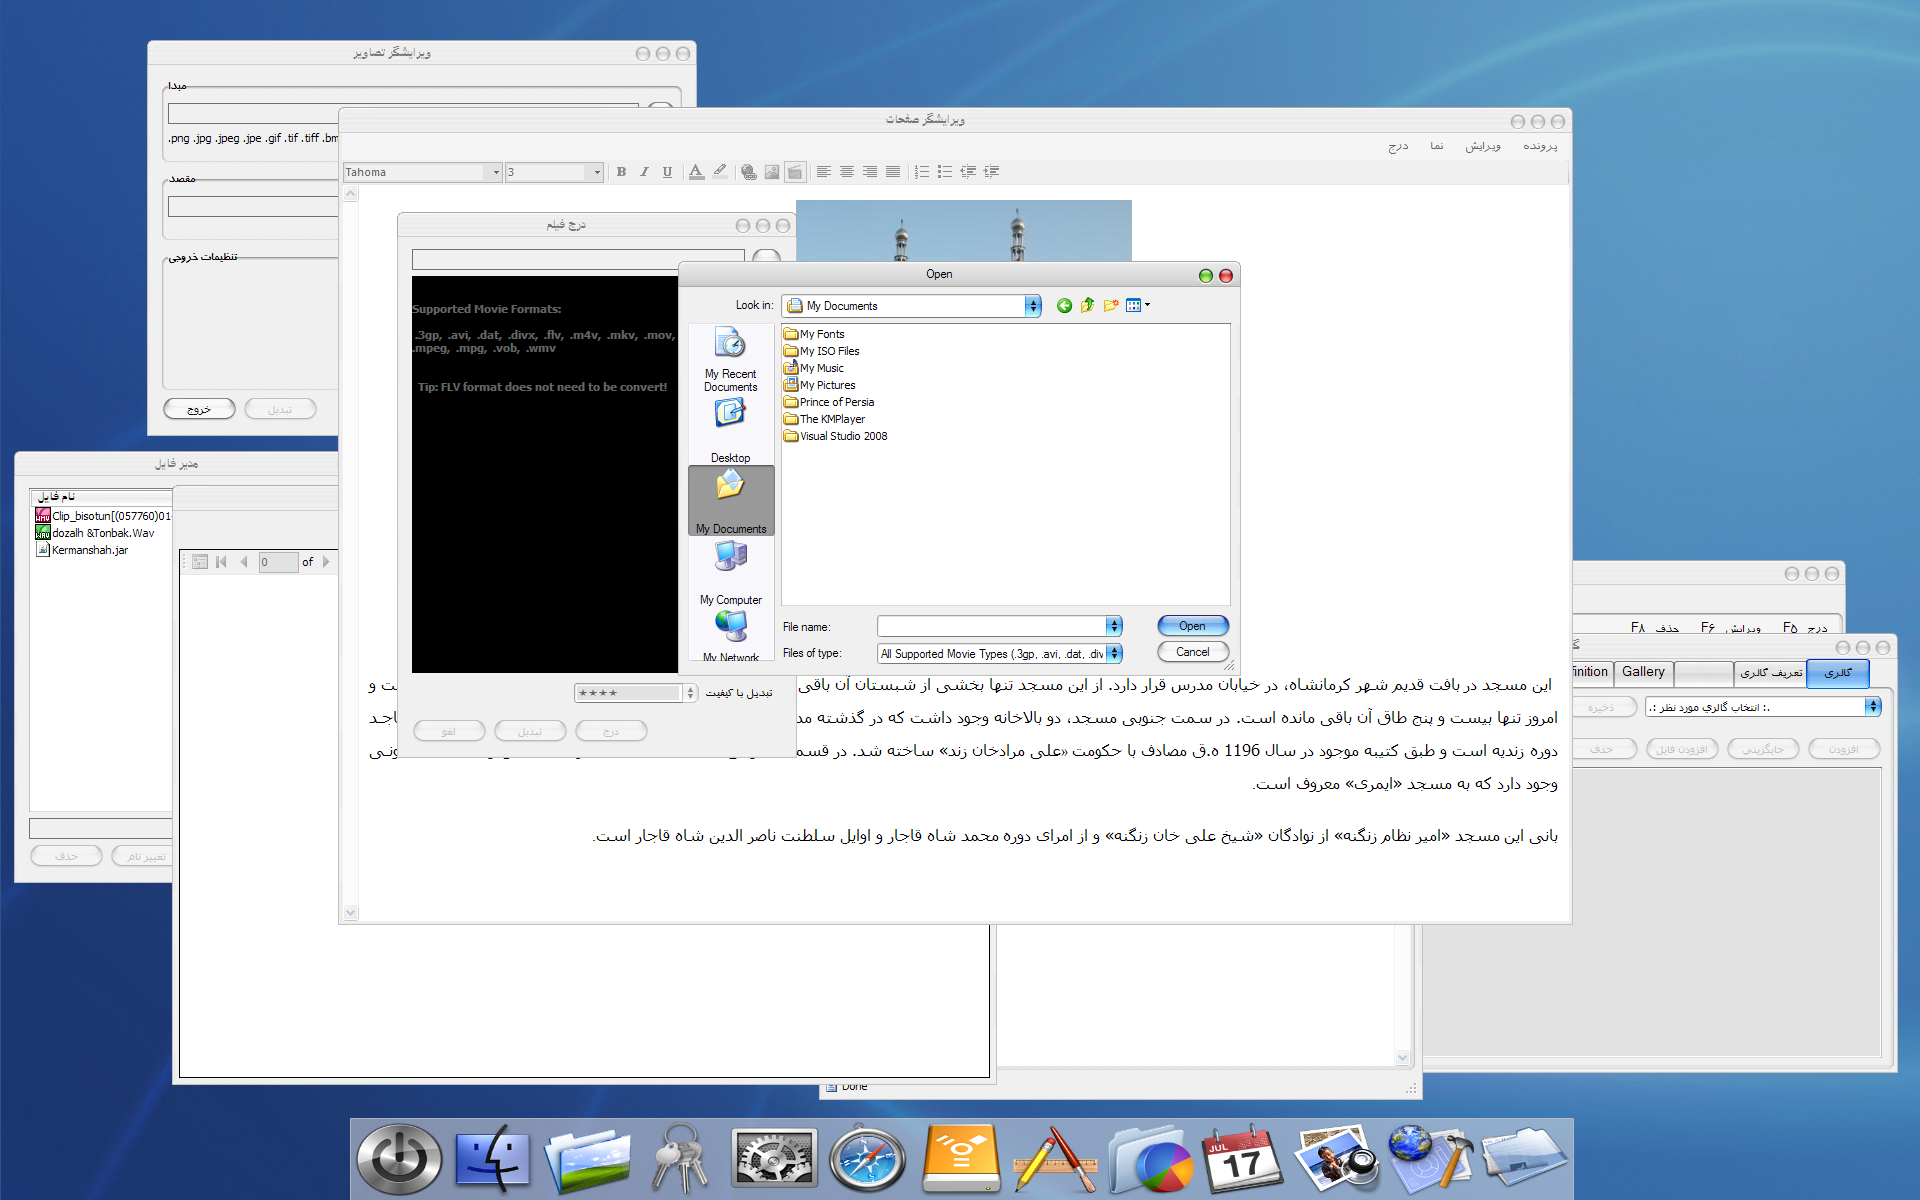 ویرایشگر تصاویر
مبدا
.png .jpg .jpeg .jpe .gif .tif .tiff .bm
مقصد
تنظیمات خروجی
خروج
تبدیل
ویرایشگر صفحات
پرونده ویرایش نما درج
Tahoma
3
B I U A
درج فیلم
Supported Movie Formats:
.3gp, .avi, .dat, .divx, .flv, .m4v, .mkv, .mov,
.mpeg, .mpg, .vob, .wmv
Tip: FLV format does not need to be convert!
تبدیل با کیفیت
****
درج
تبدیل
لغو
Open
Look in:
My Documents
My Recent Documents
Desktop
My Documents
My Computer
My Network
My Fonts
My ISO Files
My Music
My Pictures
Prince of Persia
The KMPlayer
Visual Studio 2008
File name:
Files of type:
All Supported Movie Types (.3gp, .avi, .dat, .div
Open
Cancel
مدیر فایل
نام فایل
Clip_bisotun[(057760)01
dozalh &Tonbak.Wav
Kermanshah.jar
حذف
تغییر نام
0 of
این مسجد در بافت قدیم شهر کرمانشاه، در خیابان مدرس قرار دارد. از این مسجد تنها بخشی از شبستان آن باقی ت و
امروز تنها بیست و پنج طاق آن باقی مانده است. در سمت جنوبی مسجد، دو بالاخانه وجود داشت که در گذشته مد اجد
دوره زندیه است و طبق کتیبه موجود در سال 1196 ه.ق مصادف با حکومت «علی مرادخان زند» ساخته شد. در قسم ونی
وجود دارد که به مسجد «ایمری» معروف است.
بانی این مسجد «امیر نظام زنگنه» از نوادگان «شیخ علی خان زنگنه» و از امرای دوره محمد شاه قاجار و اوایل سلطنت ناصر الدین شاه قاجار است.
درج F۵ ویرایش F۶ حذف F۸
گالری
تعریف گالری
Gallery
finition
.: انتخاب گالري مورد نظر :.
ذخیره
افزودن
جایگزینی
افزودن فایل
حذف
Done
JUL
17